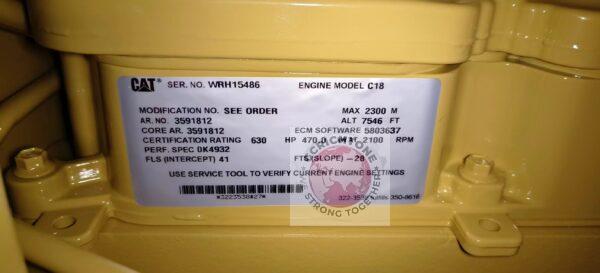 CAT SER. NO. WRH15486 ENGINE MODEL C18
MODIFICATION NO. SEE ORDER MAX 2300 M
AR. NO. 3591812 ALT 7546 FT.
CORE AR. 3591812 ECM SOFTWARE 5803637
CERTIFICATION RATING 630 HP 470.0 kW AT 2100 RPM
PERF. SPEC 0K4932
FLS (INTERCEPT) 41 FTS(SLOPE) -28
USE SERVICE TOOL TO VERIFY CURRENT ENGINE SETTINGS
*3223538#27*
STRONG TOGETHER